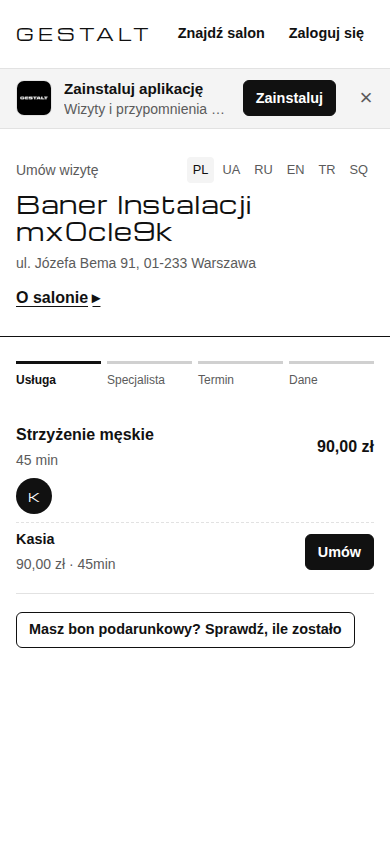 GESTALT
Znajdź salon
Zaloguj się
GESTALT
Zainstaluj aplikację
Wizyty i przypomnienia …
Zainstaluj
×
Umów wizytę
PL UA RU EN TR SQ
Baner Instalacji
mx0cle9k
ul. Józefa Bema 91, 01-233 Warszawa
O salonie ▸
Usługa
Specjalista
Termin
Dane
Strzyżenie męskie
45 min
90,00 zł
K
Kasia
90,00 zł · 45min
Umów
Masz bon podarunkowy? Sprawdź, ile zostało